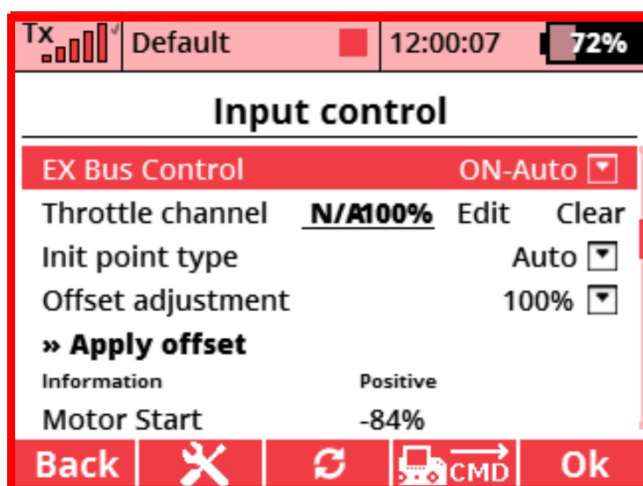 Tx Default 12:00:07 72%
Input control
EX Bus Control ON-Auto
Throttle channel N/A100% Edit Clear
Init point type Auto
Offset adjustment 100%
» Apply offset
Information Positive
Motor Start -84%
Back CMD Ok